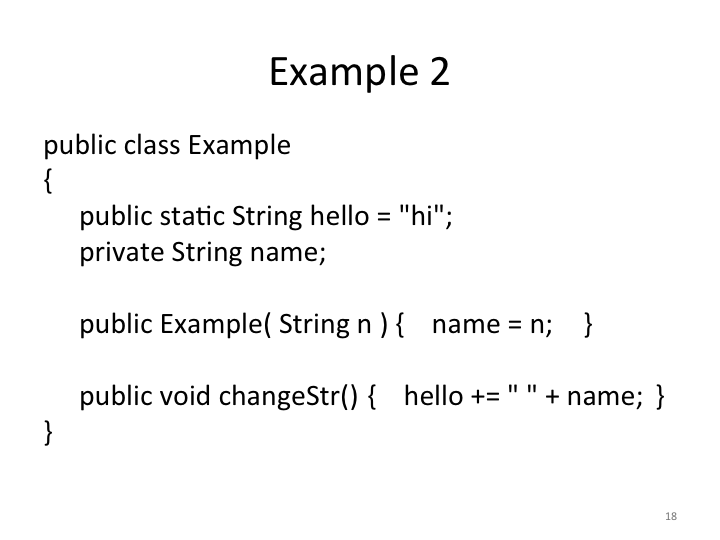 Example 2
public class Example
{
public static String hello = "hi";
private String name;
public Example( String n ) { name = n; }
public void changeStr() { hello += " " + name; }
}
18